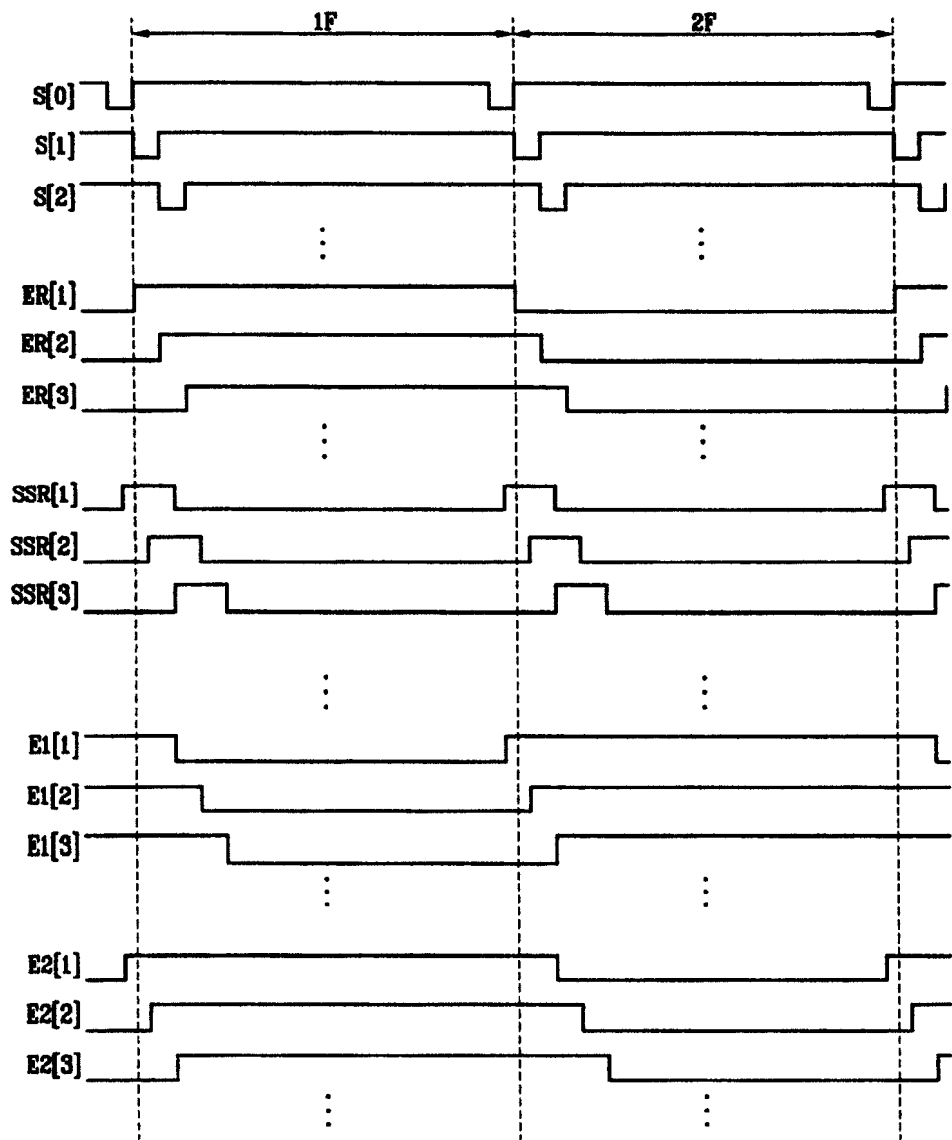 1F 2F
S[0]
S[1]
S[2]
ER[1]
ER[2]
ER[3]
SSR[1]
SSR[2]
SSR[3]
E1[1]
E1[2]
E1[3]
E2[1]
E2[2]
E2[3]